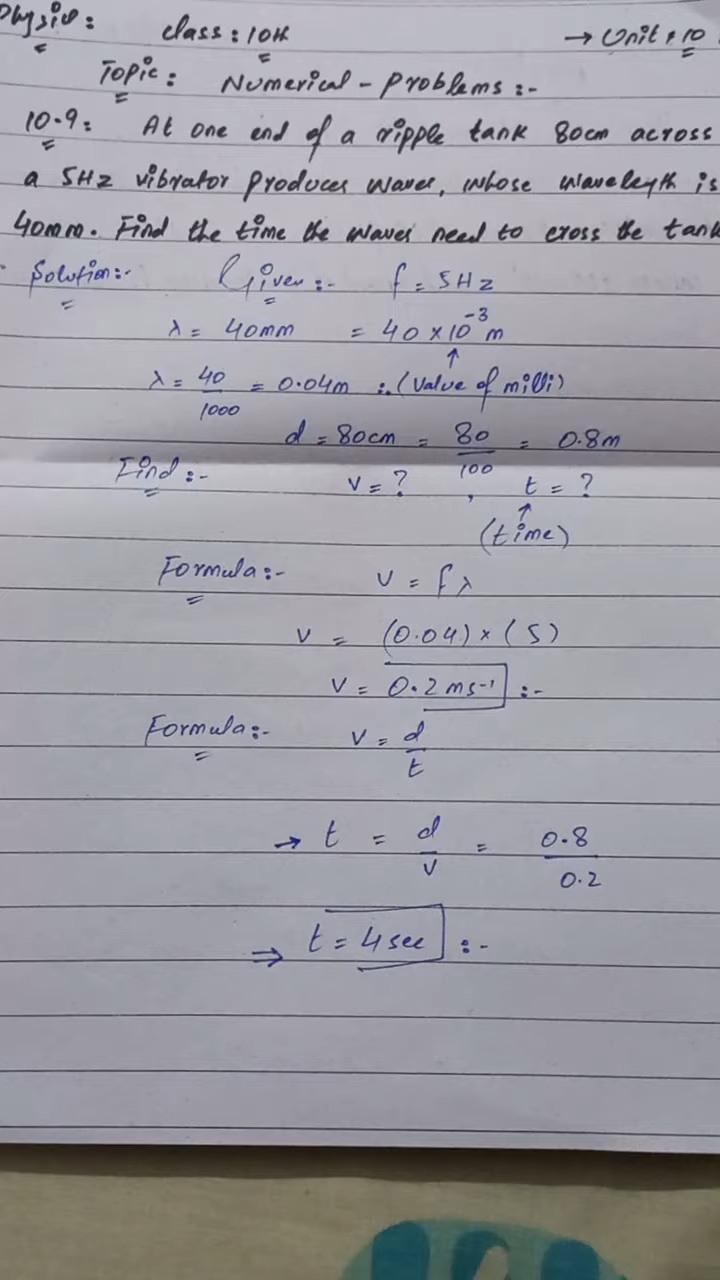 Physics: class: 10th → Unit # 10
Topic: Numerical - Problems :-
10.9: At one end of a ripple tank 80cm across
a 5Hz vibrator produces waves, whose wavelength is
40mm. Find the time the waves need to cross the tank
Solution:- Given :- f = 5Hz
λ = 40mm = 40 × 10⁻³ m
↑
λ = 40/1000 = 0.04m ∴ (value of milli)
d = 80cm = 80/100 = 0.8m
Find :- v = ? , t = ?
↑
(time)
Formula:- v = fλ
v = (0.04) × (5)
v = 0.2 ms⁻¹ :-
Formula:- v = d/t
→ t = d/v = 0.8/0.2
⇒ t = 4 sec :-